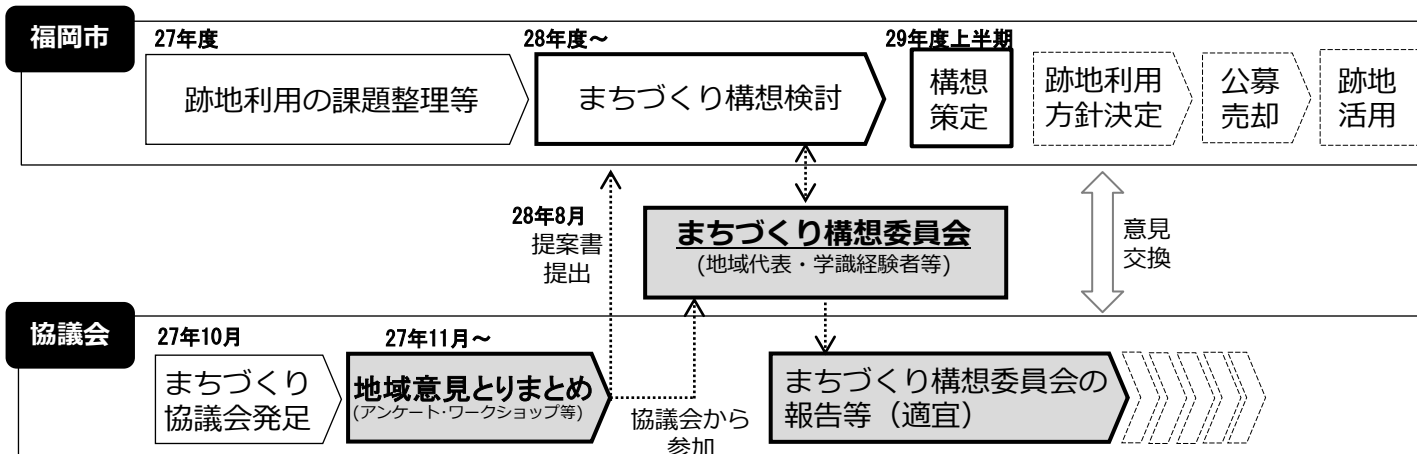 福岡市
27年度
28年度～
29年度上半期
跡地利用の課題整理等
まちづくり構想検討
構想
策定
跡地利用
方針決定
公募
売却
跡地
活用
28年8月
提案書
提出
まちづくり構想委員会
(地域代表・学識経験者等)
意見
交換
協議会
27年10月
27年11月～
まちづくり
協議会発足
地域意見とりまとめ
(アンケート･ワークショップ等)
協議会から
参加
まちづくり構想委員会の
報告等（適宜）